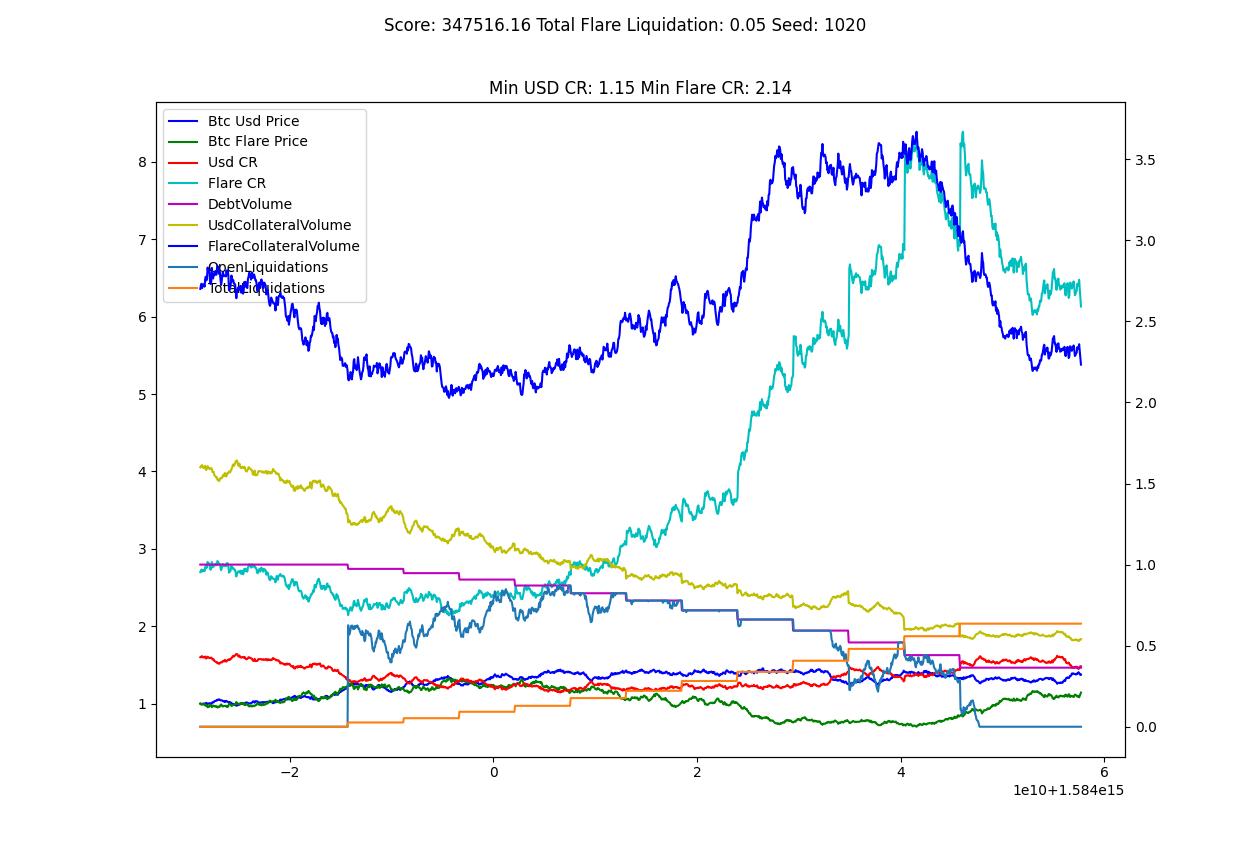 Score: 347516.16 Total Flare Liquidation: 0.05 Seed: 1020
Min USD CR: 1.15 Min Flare CR: 2.14
Btc Usd Price
Btc Flare Price
Usd CR
Flare CR
DebtVolume
UsdCollateralVolume
FlareCollateralVolume
OpenLiquidations
TotalLiquidations
8
7
6
5
4
3
2
1
3.5
3.0
2.5
2.0
1.5
1.0
0.5
0.0
−2
0
2
4
6
1e10+1.584e15